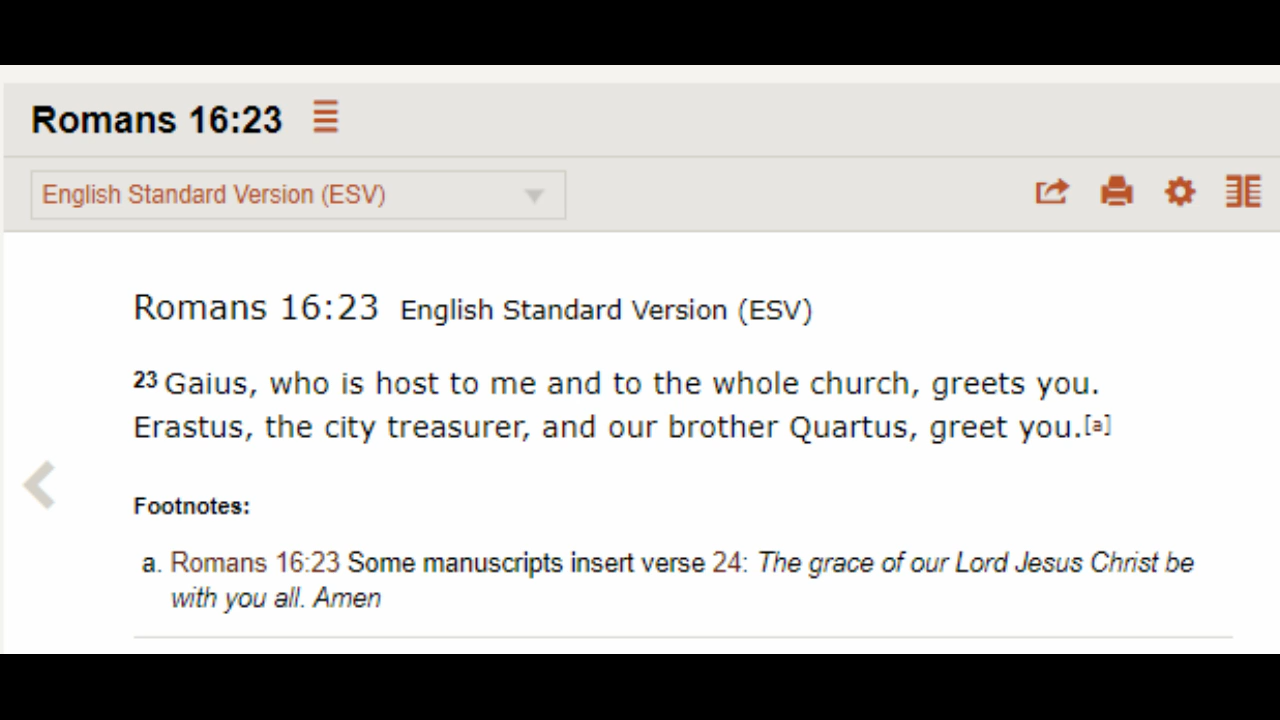 Romans 16:23
English Standard Version (ESV)
Romans 16:23 English Standard Version (ESV)
23 Gaius, who is host to me and to the whole church, greets you.
Erastus, the city treasurer, and our brother Quartus, greet you.[a]
Footnotes:
a. Romans 16:23 Some manuscripts insert verse 24: The grace of our Lord Jesus Christ be
with you all. Amen